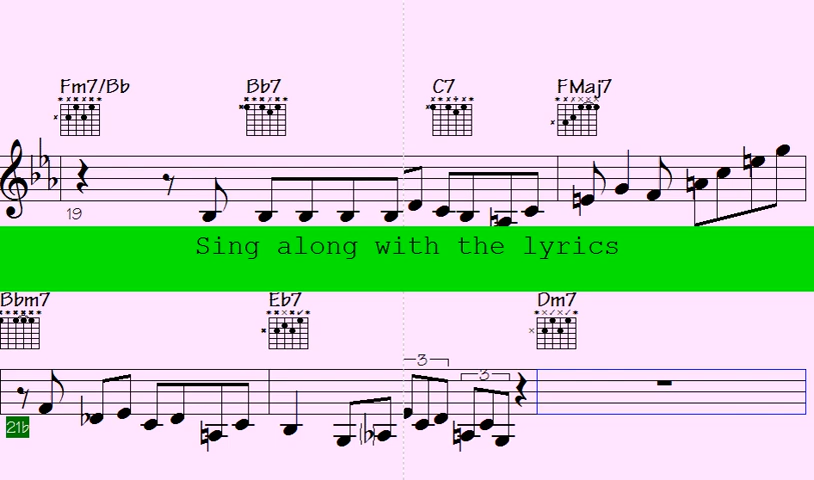 Fm7/Bb Bb7 C7 FMaj7
19
Sing along with the lyrics
Bbm7 Eb7 Dm7
3 3
21b